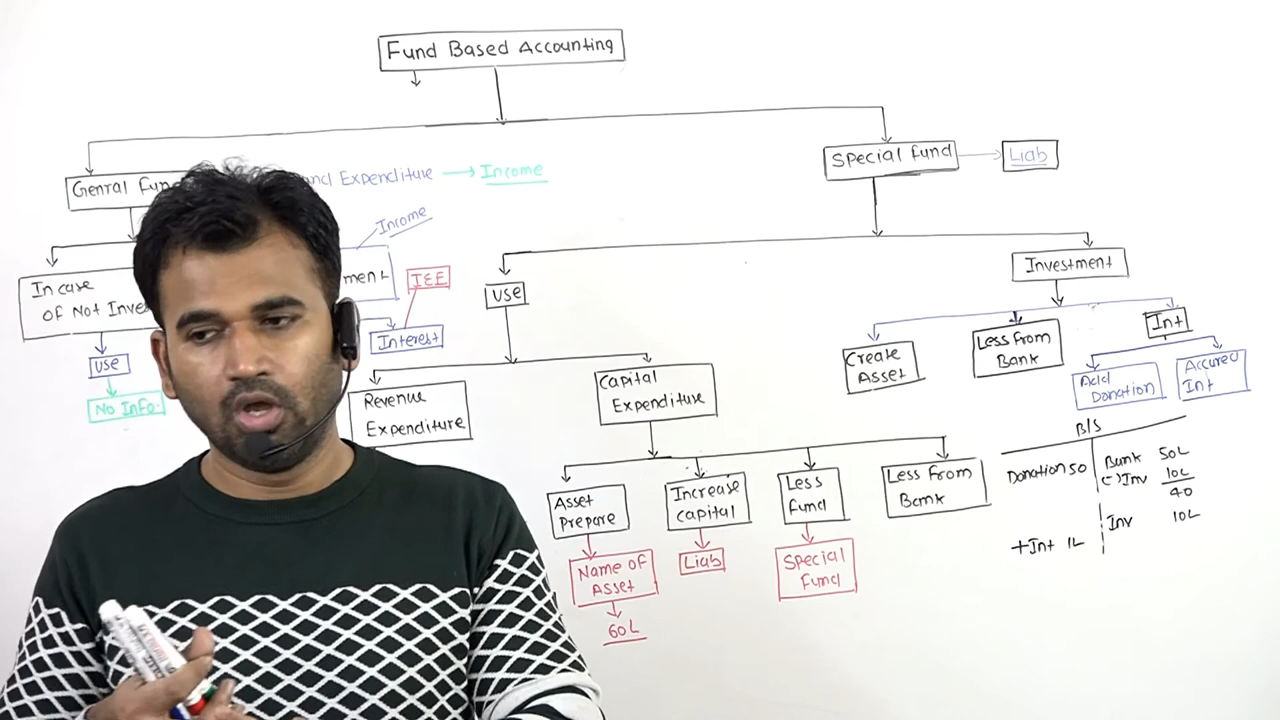 Fund Based Accounting
Genral Fun
and Expenditure → Income
Special fund
Liab
Income
In case
of Not Inves
ment
I&E
Interest
use
No Info.
use
Investment
Revenue
Expenditure
Capital
Expenditure
Create
Asset
Less From
Bank
Int
Add
Donation
Accured
Int
Asset
Prepare
Increase
Capital
Less
fund
Less From
Bank
Name of
Asset
Liab
Special
Fund
60L
B/S
Donation 50
Bank 50L
(-) Inv 10L
40
Inv 10L
+Int 1L